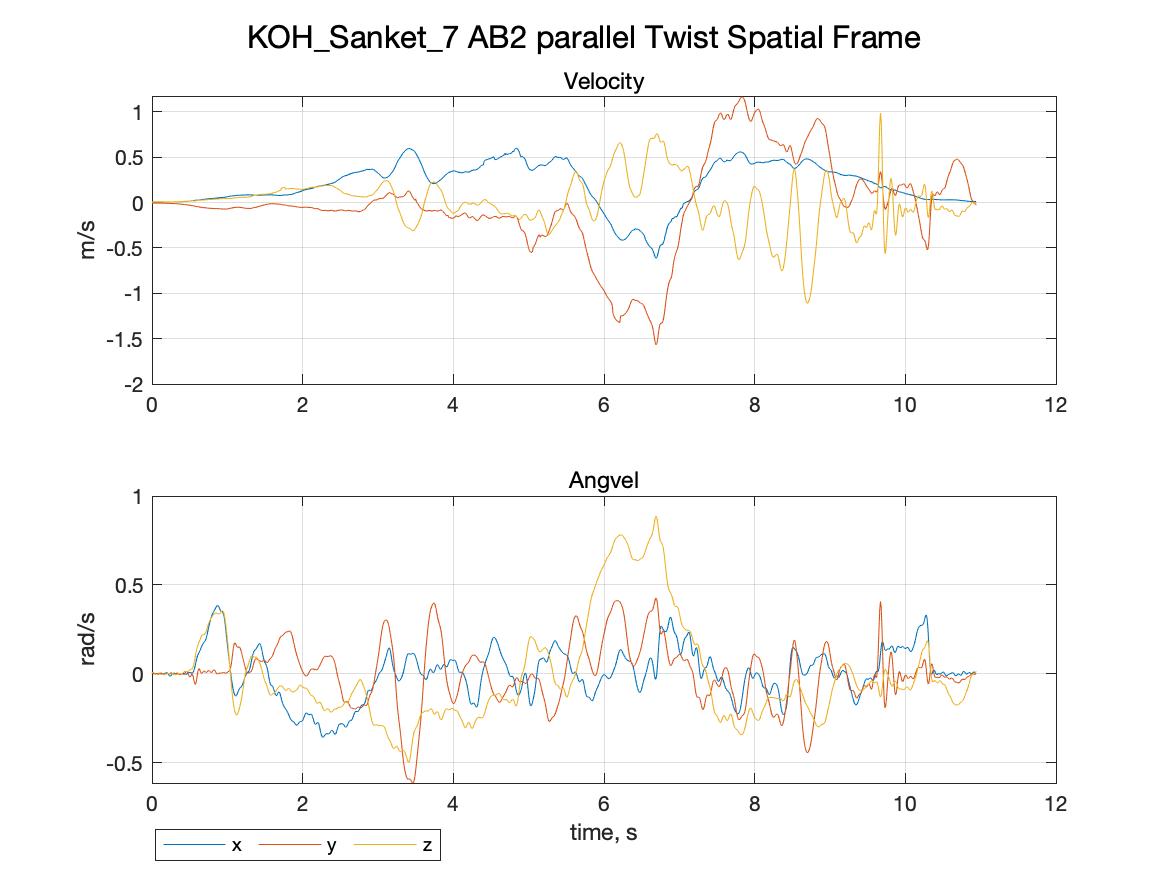 KOH_Sanket_7 AB2 parallel Twist Spatial Frame
Velocity
1
0.5
0
-0.5
-1
-1.5
-2
m/s
0 2 4 6 8 10 12
Angvel
1
0.5
0
-0.5
rad/s
0 2 4 6 8 10 12
time, s
x y z